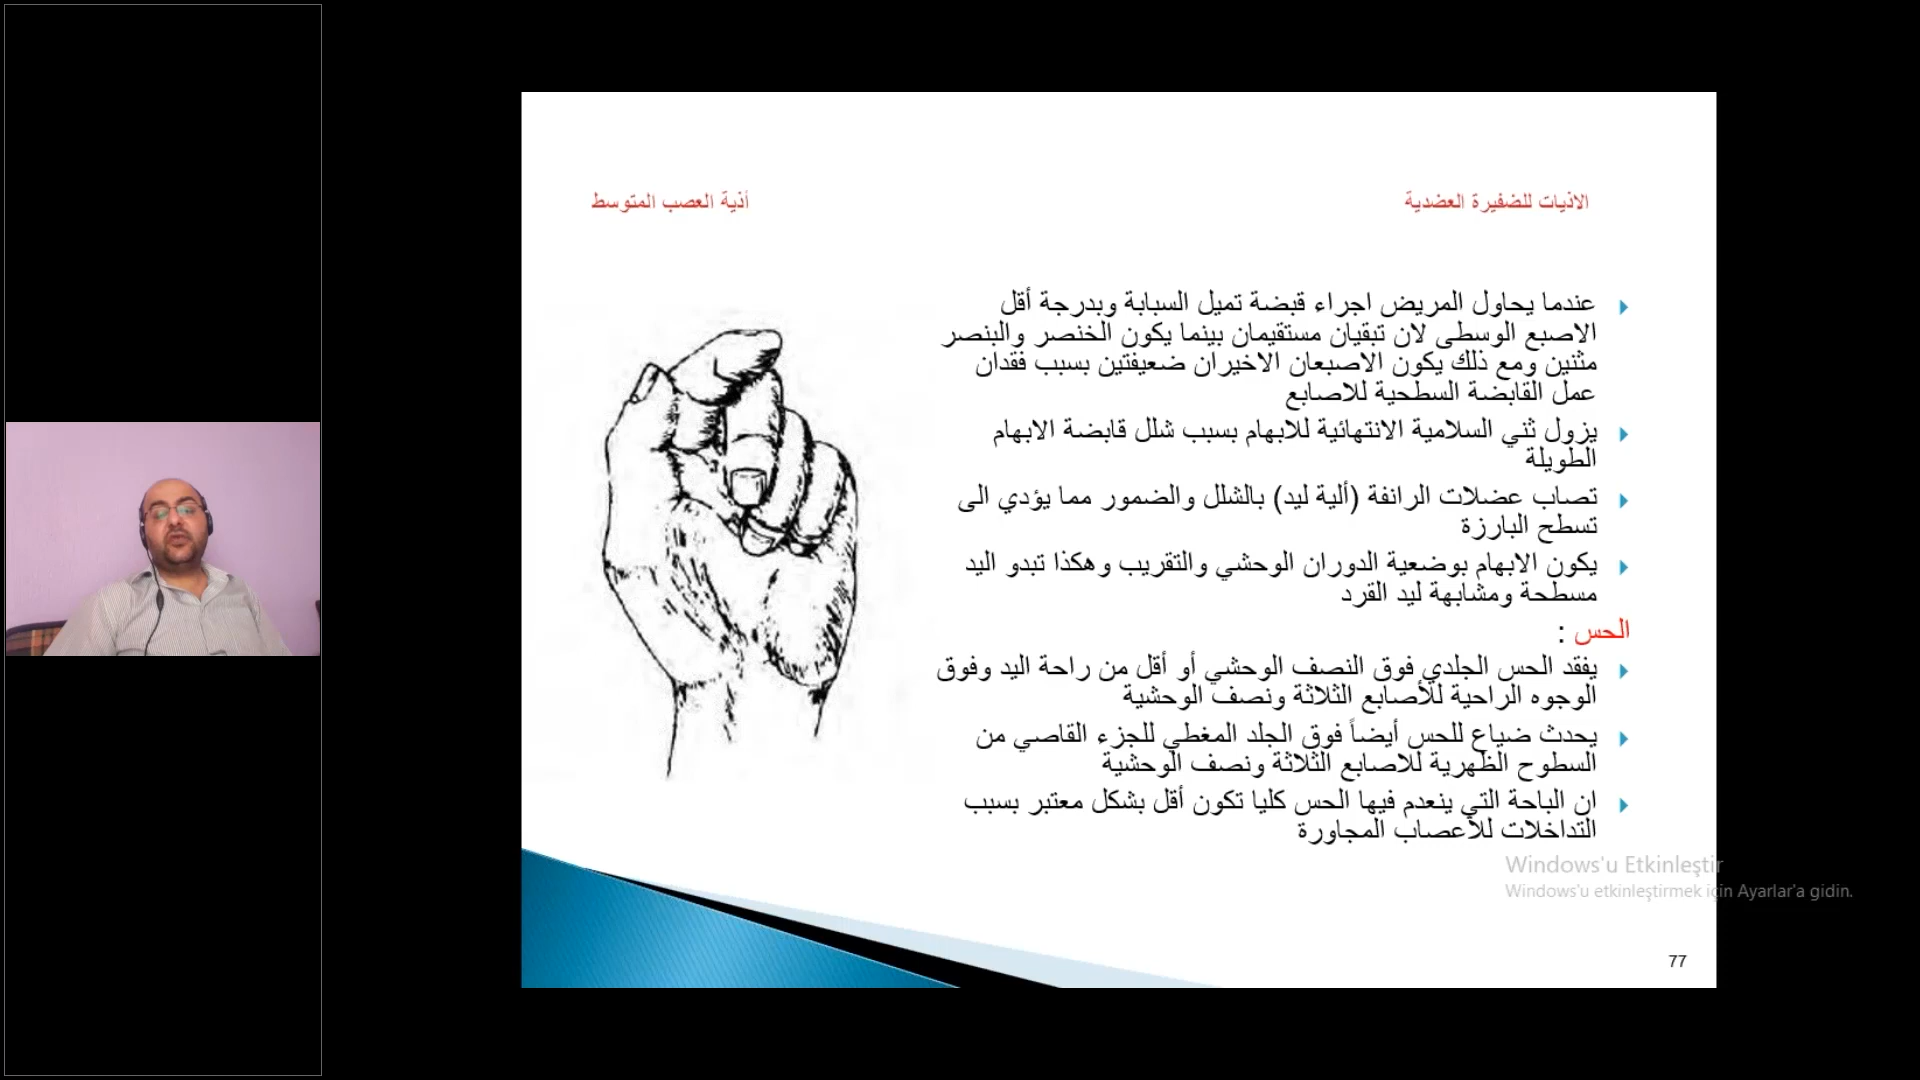 الاذيات للضفيرة العضدية
أذية العصب المتوسط
عندما يحاول المريض اجراء قبضة تميل السبابة وبدرجة أقل
الاصبع الوسطى لان تبقيان مستقيمان بينما يكون الخنصر والبنصر
مثنين ومع ذلك يكون الاصبعان الاخيران ضعيفتين بسبب فقدان
عمل القابضة السطحية للاصابع
يزول ثني السلامية الانتهائية للابهام بسبب شلل قابضة الابهام
الطويلة
تصاب عضلات الرانفة (ألية ليد) بالشلل والضمور مما يؤدي الى
تسطح البارزة
يكون الابهام بوضعية الدوران الوحشي والتقريب وهكذا تبدو اليد
مسطحة ومشابهة ليد القرد
الحس :
يفقد الحس الجلدي فوق النصف الوحشي أو أقل من راحة اليد وفوق
الوجوه الراحية للأصابع الثلاثة ونصف الوحشية
يحدث ضياع للحس أيضاً فوق الجلد المغطي للجزء القاصي من
السطوح الظهرية للاصابع الثلاثة ونصف الوحشية
ان الباحة التي ينعدم فيها الحس كليا تكون أقل بشكل معتبر بسبب
التداخلات للأعصاب المجاورة
Windows'u Etkinleştir
Windows'u etkinleştirmek için Ayarlar'a gidin.
77